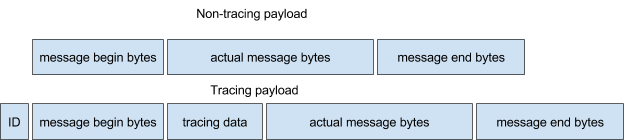 Non-tracing payload
message begin bytes actual message bytes message end bytes
Tracing payload
ID message begin bytes tracing data actual message bytes message end bytes